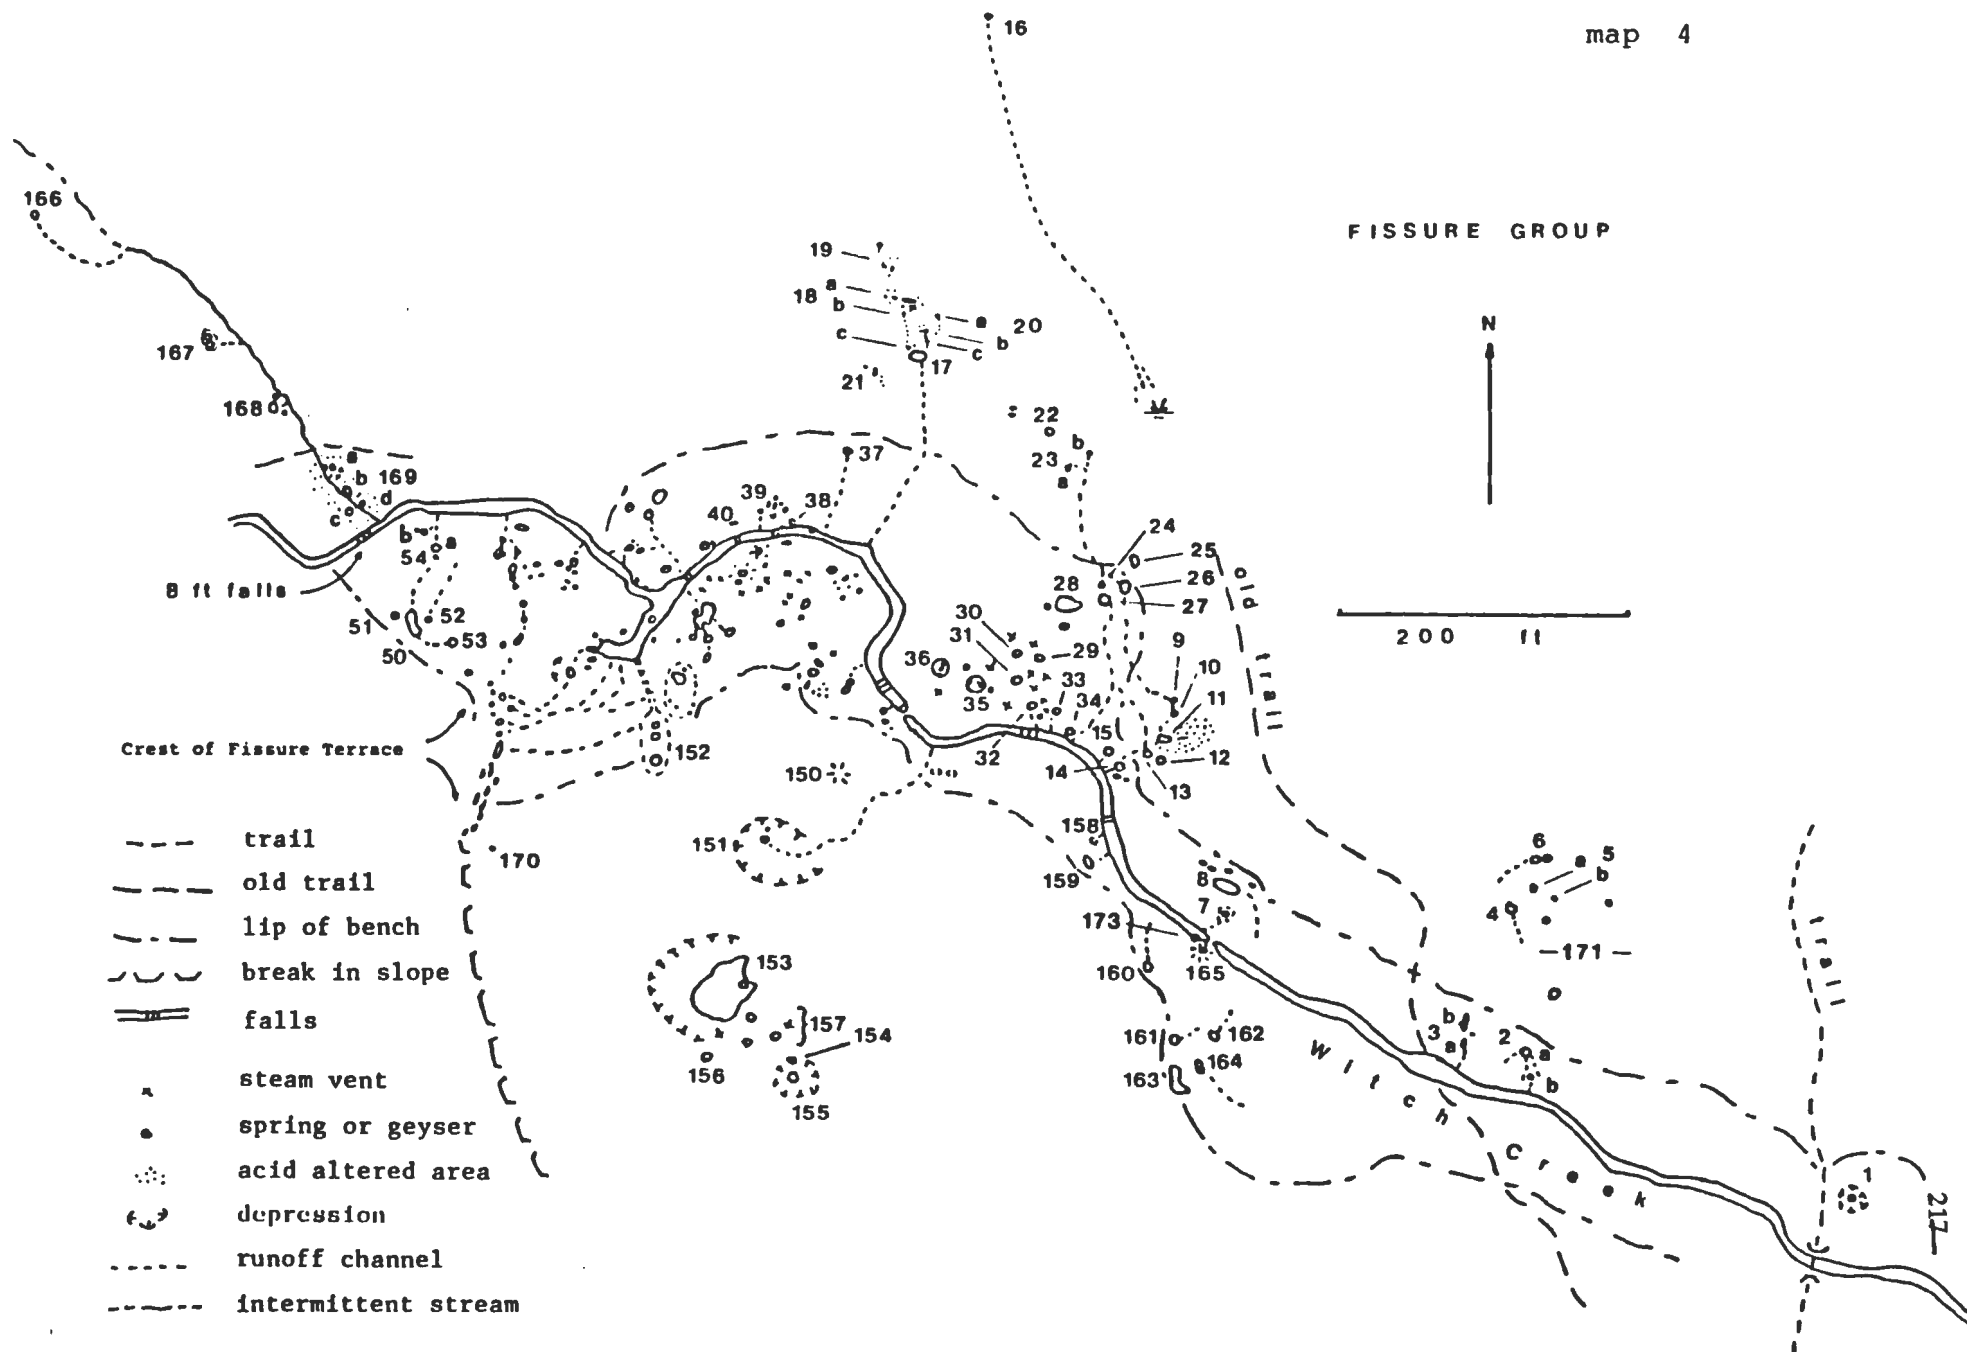 map 4
16
166
FISSURE GROUP
19
a
18
b
c
a 20
b
c
17
21
N
167
168
22
b
23
a
37
a
b 169
d
c
39
38
40
24
25
26
27
28
b
a
54
8 ft falls
old trail
200 ft
51
52
53
50
30
31
29
36
35
33
34
9
10
11
15
32
14
12
13
Crest of Fissure Terrace
152
150
151
170
158
159
8
7
173
165
160
6
a 5
b
4
171
trail
trail
old trail
lip of bench
break in slope
falls
153
157
154
156
155
161
162
163
164
b
3
a
2
a
b
trail
Witch Creek
1
217
steam vent
spring or geyser
acid altered area
depression
runoff channel
intermittent stream